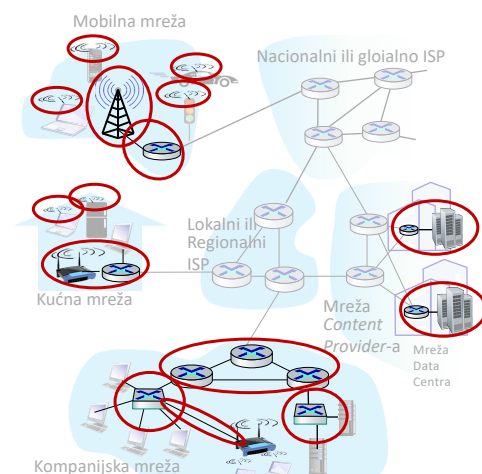 Mobilna mreža
Nacionalni ili gloialno ISP
Lokalni ili
Regionalni
ISP
Kućna mreža
Mreža
Content
Provider-a
Mreža
Data
Centra
Kompanijska mreža